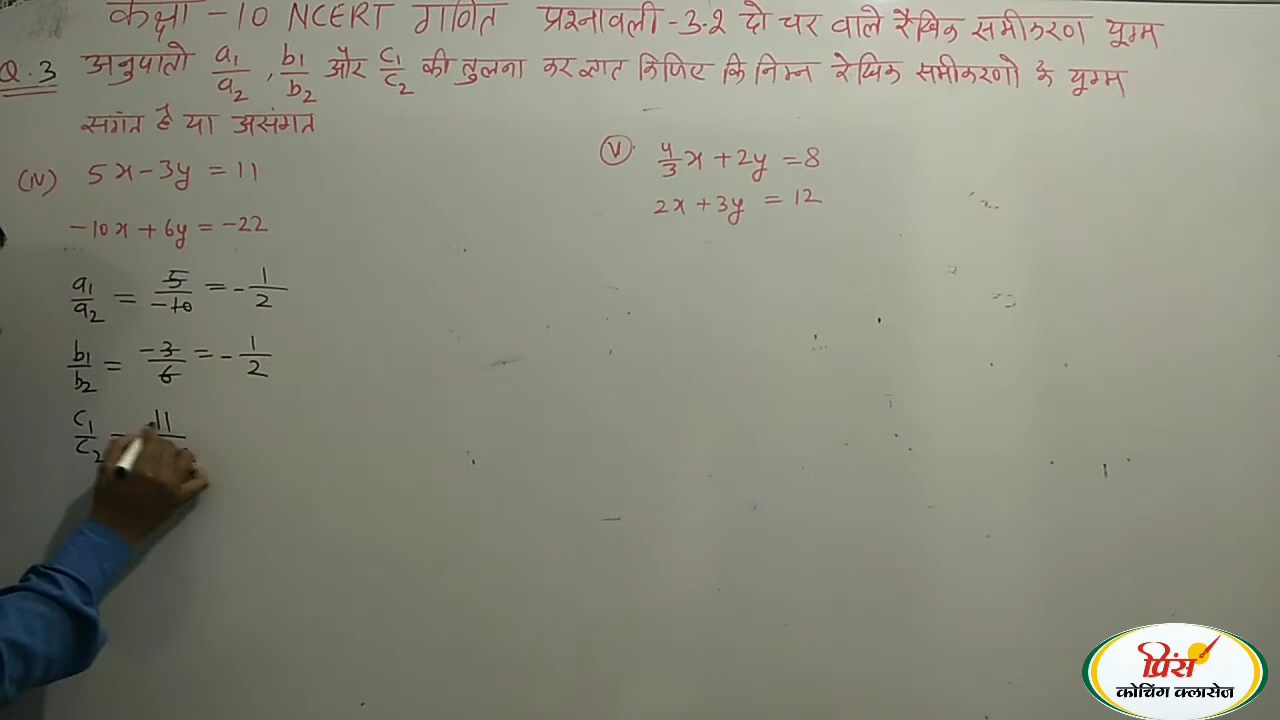 कक्षा -10 NCERT गणित प्रश्नावली -3.2 दो चर वाले रैखिक समीकरण यूग्म
Q.3 अनुपातो a1/a2 , b1/b2 और c1/c2 की तुलना कर ज्ञात किजिए कि निम्न रेखिक समीकरणो के यूग्म
सगंत है या असंगत
(iv) 5x - 3y = 11
-10x + 6y = -22
a1/a2 = 5/-10 = -1/2
b1/b2 = -3/6 = -1/2
c1/c2 = 11
(V) 4/3x + 2y = 8
2x + 3y = 12
प्रिंस
कोचिंग क्लासेज